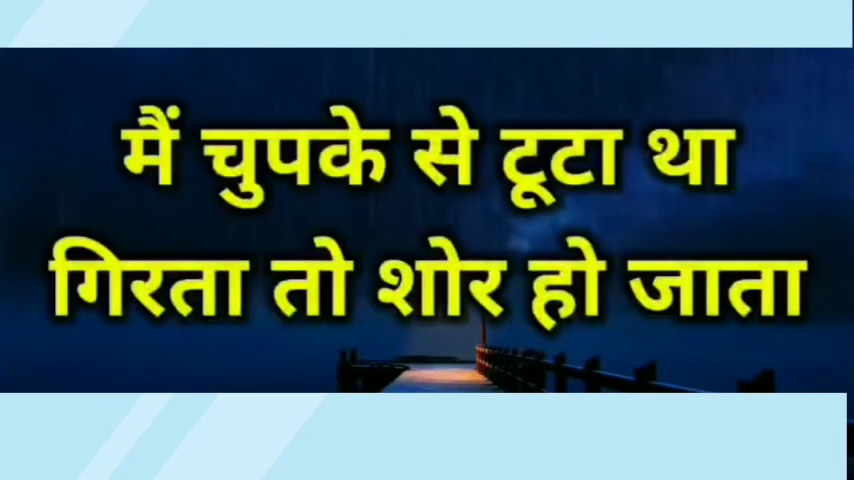 मैं चुपके से टूटा था
गिरता तो शोर हो जाता